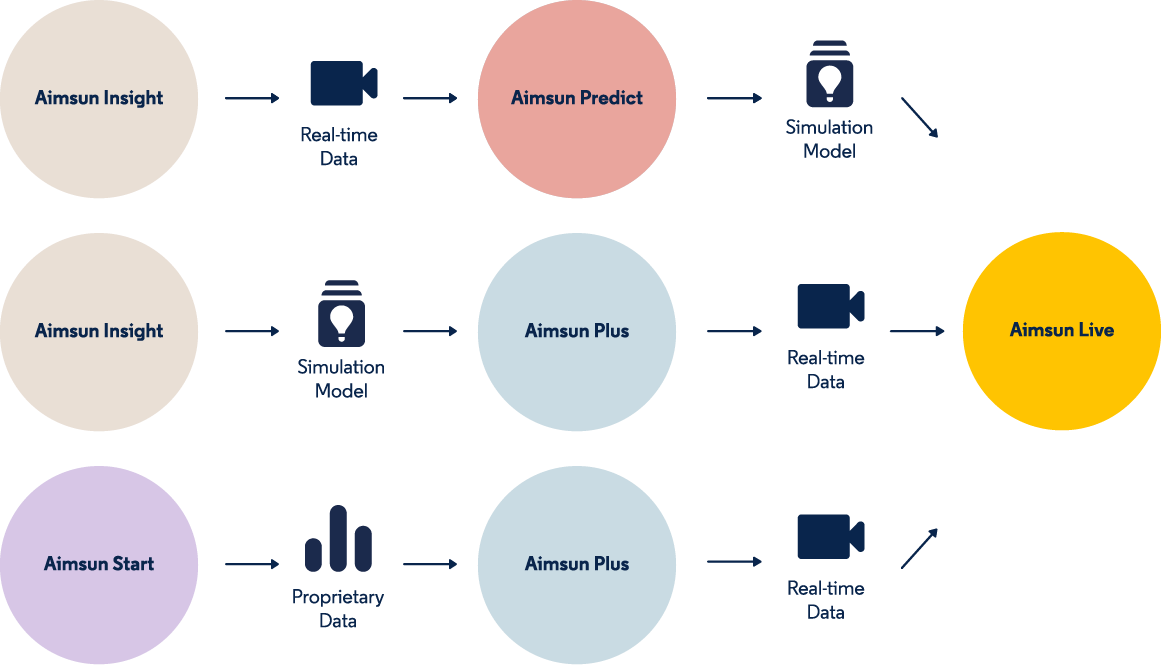 Aimsun Insight
Real-time
Data
Aimsun Predict
Simulation
Model
Aimsun Insight
Simulation
Model
Aimsun Plus
Real-time
Data
Aimsun Live
Aimsun Start
Proprietary
Data
Aimsun Plus
Real-time
Data